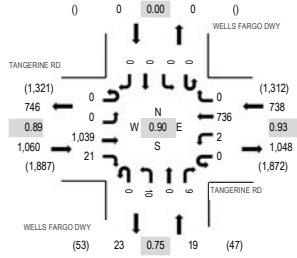 () 0 0.00 0 ()
WELLS FARGO DWY
TANGERINE RD
0 0 0 0
(1,321) (1,312)
746 0 0 738
0 N 736
0.89 W 0.90 E 0.93
1,039 S 2
1,060 21 0 1,048
(1,887) (1,872)
0 10 0 9
TANGERINE RD
WELLS FARGO DWY
(53) 23 0.75 19 (47)